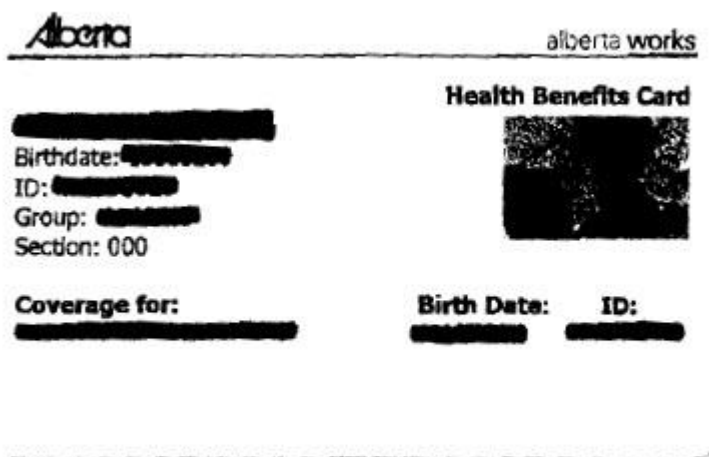 Alberta
alberta works
Health Benefits Card
Birthdate:
ID:
Group:
Section: 000
Coverage for: Birth Date: ID: